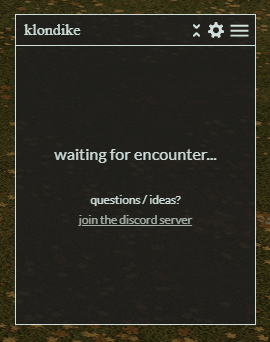 klondike
waiting for encounter...
questions / ideas?
join the discord server